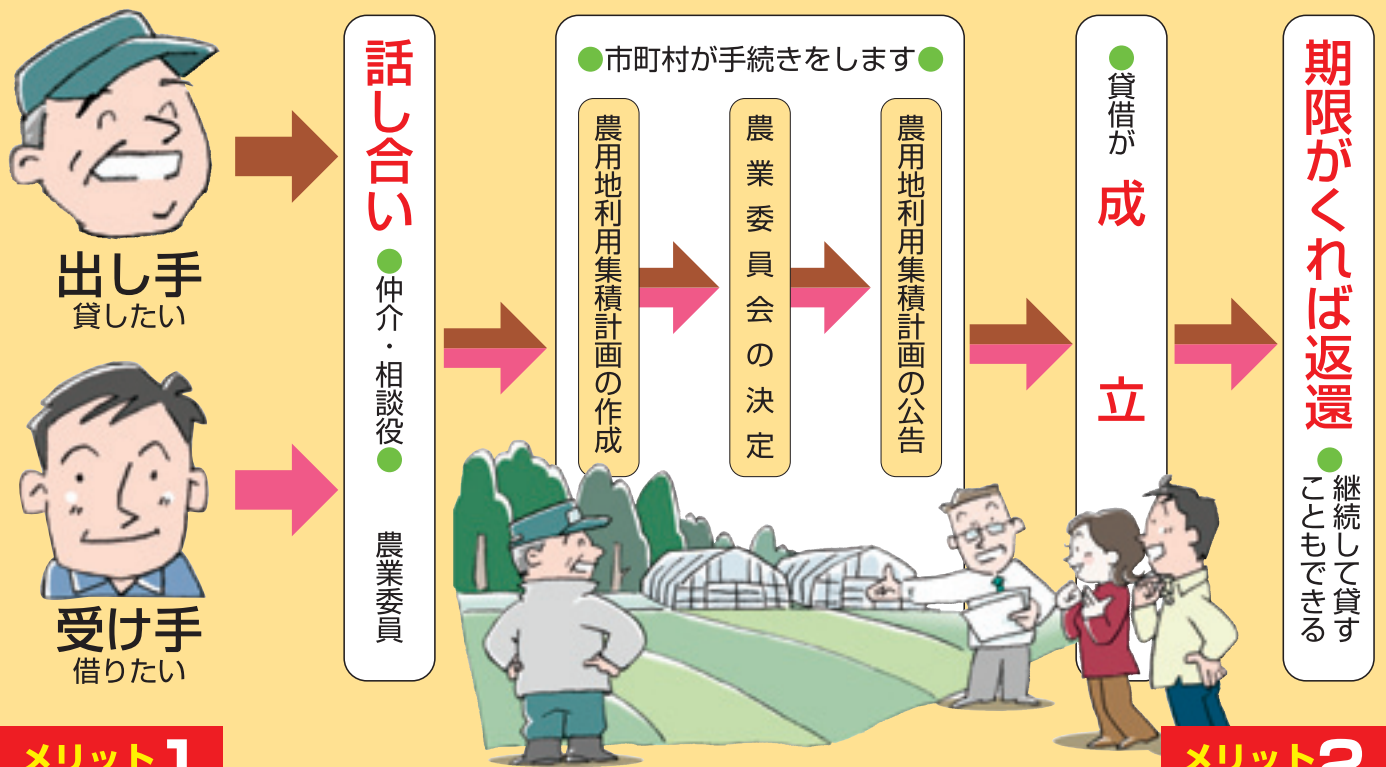 出し手
貸したい
受け手
借りたい
話し合い
●仲介・相談役●
農業委員
●市町村が手続きをします●
農用地利用集積計画の作成
農業委員会の決定
農用地利用集積計画の公告
●貸借が
成立
期限がくれば返還
●継続して貸す
こともできる
メリット1
メリット2